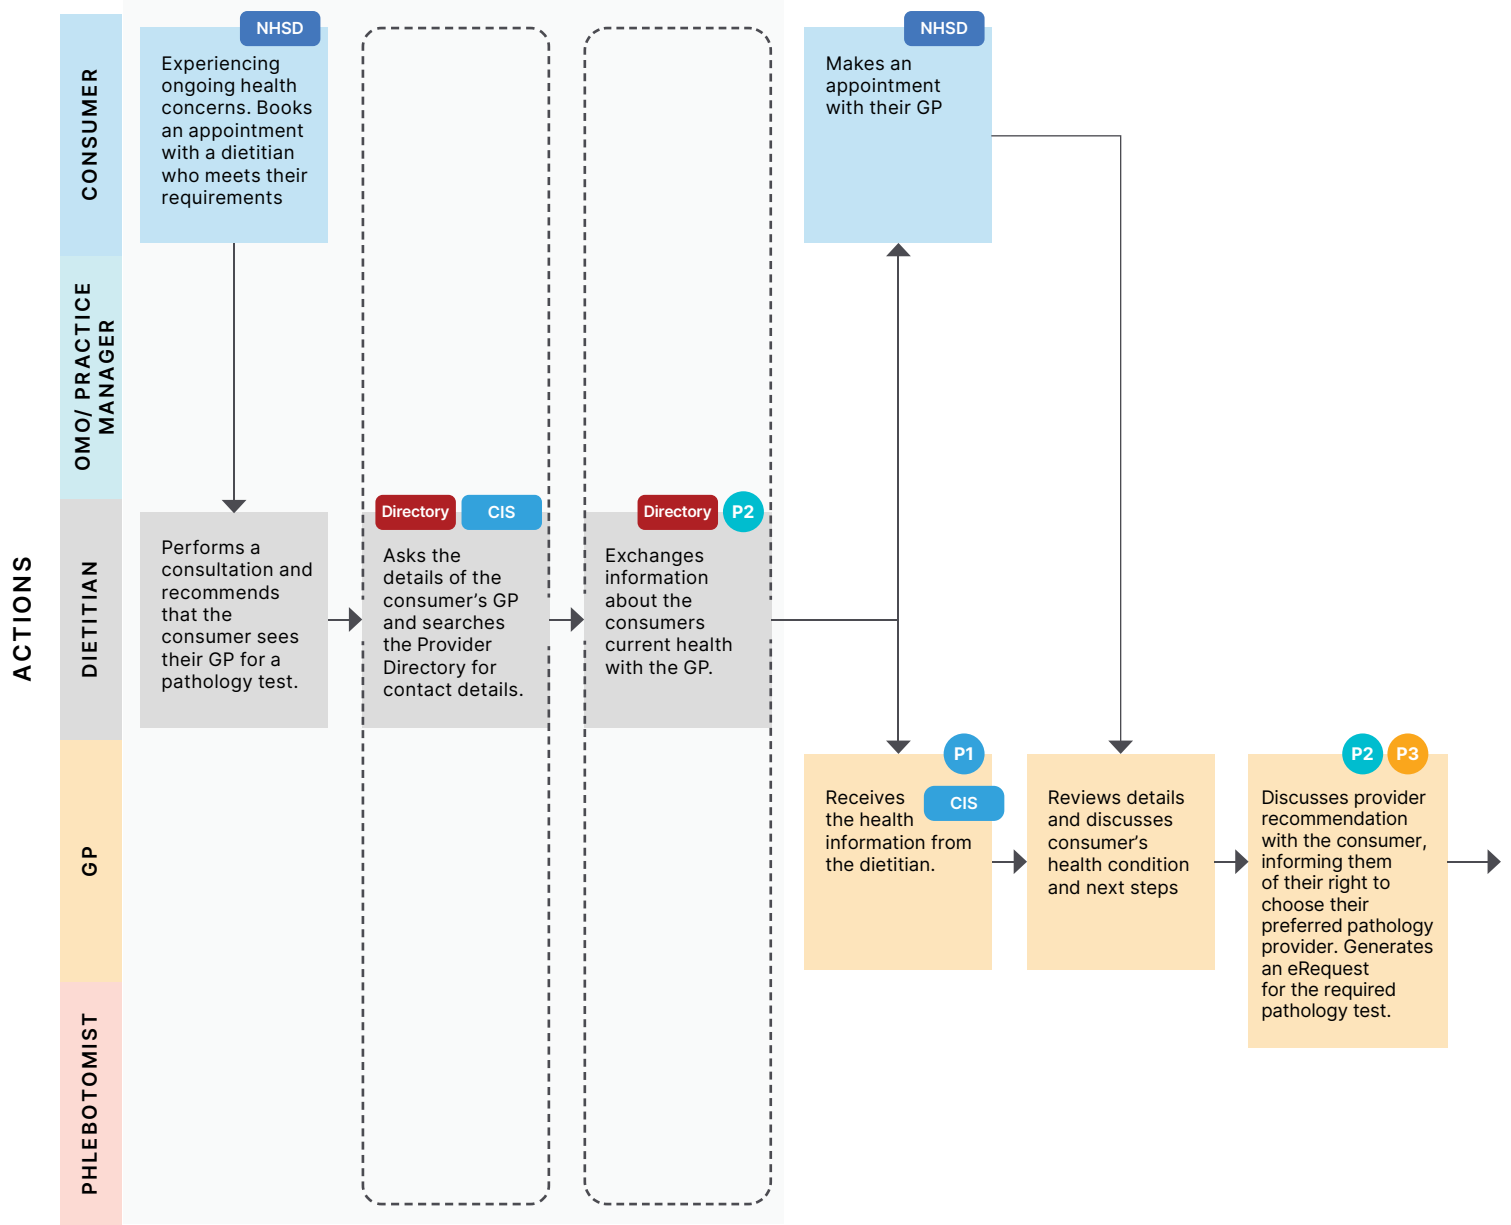 ACTIONS
CONSUMER
NHSD
Experiencing
ongoing health
concerns. Books
an appointment
with a dietitian
who meets their
requirements
NHSD
Makes an
appointment
with their GP
OMO/ PRACTICE
MANAGER
DIETITIAN
Performs a
consultation and
recommends
that the
consumer sees
their GP for a
pathology test.
Directory
CIS
Asks the
details of the
consumer’s GP
and searches
the Provider
Directory for
contact details.
Directory
P2
Exchanges
information
about the
consumers
current health
with the GP.
GP
P1
CIS
Receives
the health
information from
the dietitian.
Reviews details
and discusses
consumer’s
health condition
and next steps
P2
P3
Discusses provider
recommendation
with the consumer,
informing them
of their right to
choose their
preferred pathology
provider. Generates
an eRequest
for the required
pathology test.
PHLEBOTOMIST